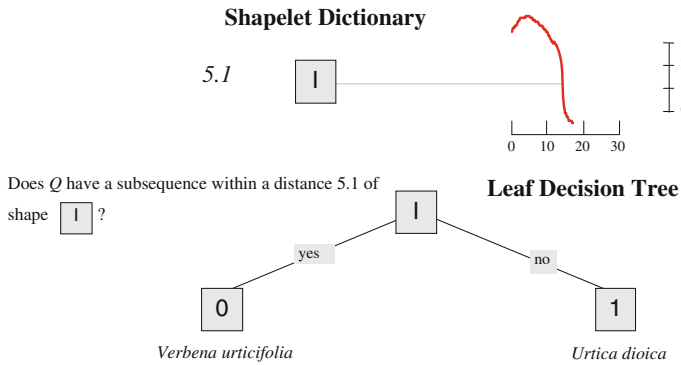 Shapelet Dictionary
5.1
I
0 10 20 30
Does Q have a subsequence within a distance 5.1 of
shape I ?
Leaf Decision Tree
I
yes
no
0
1
Verbena urticifolia
Urtica dioica